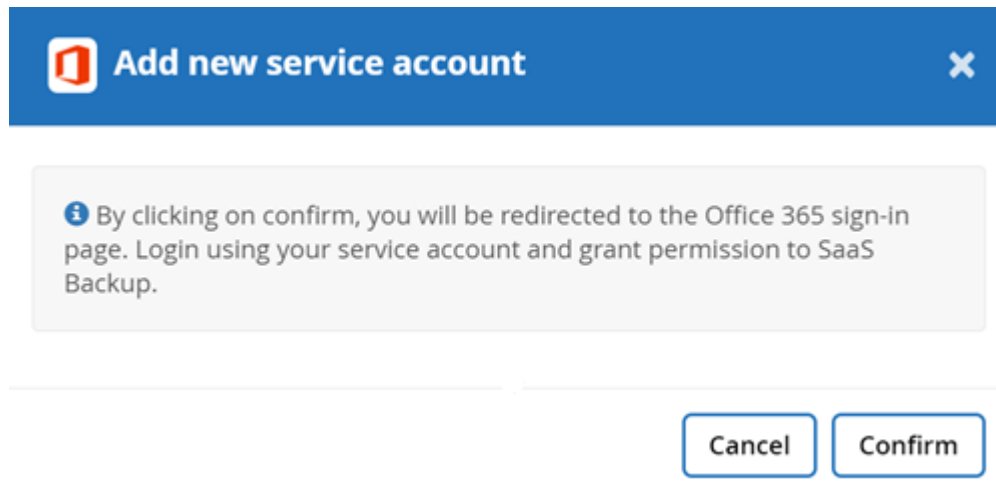 Add new service account
By clicking on confirm, you will be redirected to the Office 365 sign-in
page. Login using your service account and grant permission to SaaS
Backup.
Cancel Confirm